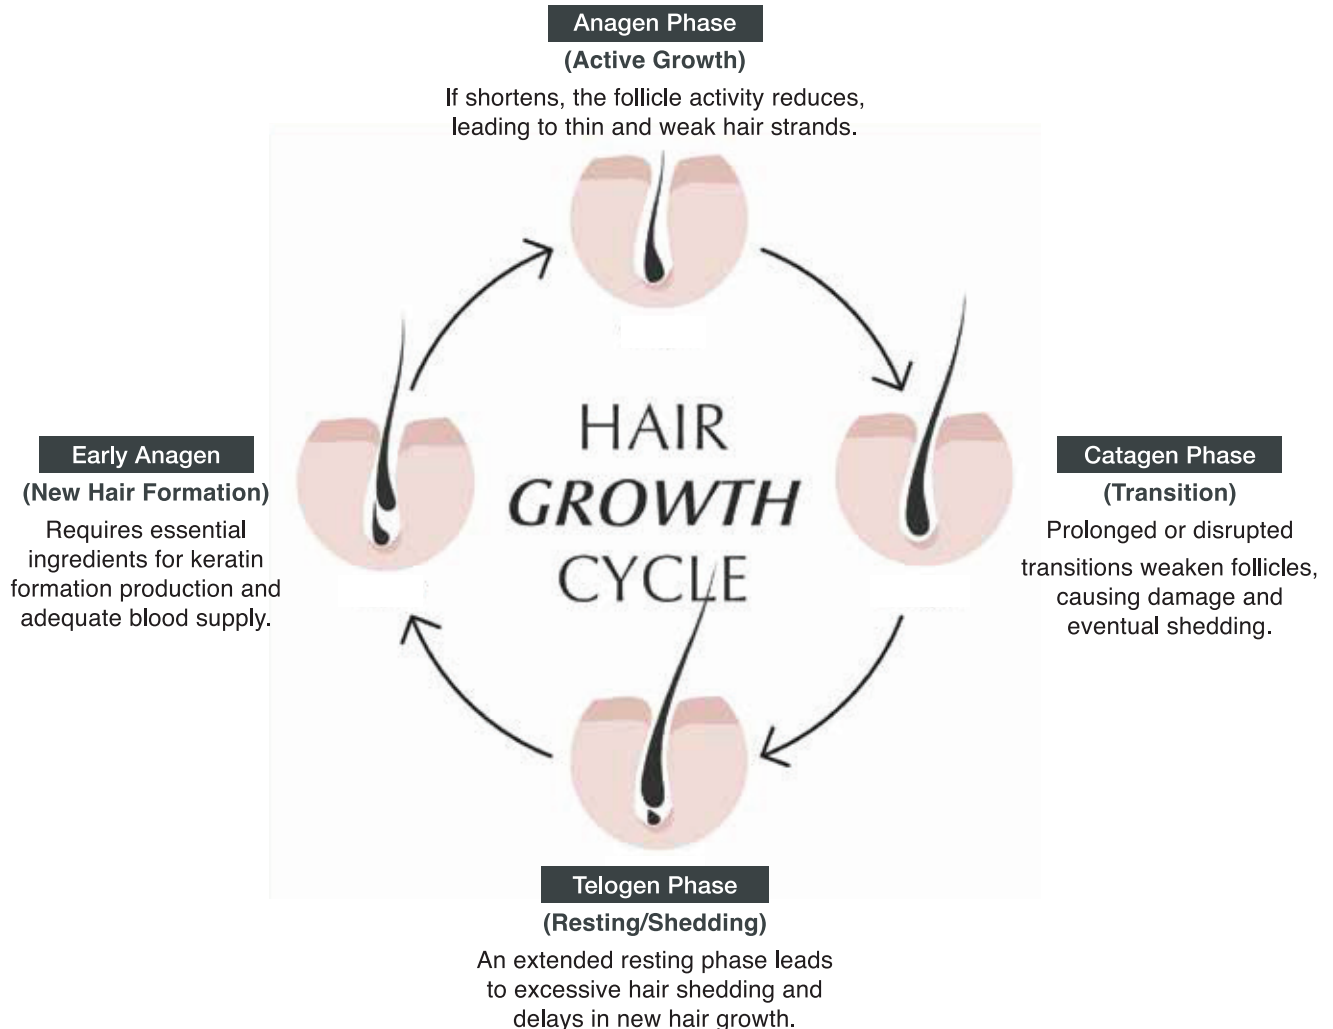 Anagen Phase
(Active Growth)
If shortens, the follicle activity reduces,
leading to thin and weak hair strands.
HAIR
GROWTH
CYCLE
Early Anagen
(New Hair Formation)
Requires essential
ingredients for keratin
formation production and
adequate blood supply.
Catagen Phase
(Transition)
Prolonged or disrupted
transitions weaken follicles,
causing damage and
eventual shedding.
Telogen Phase
(Resting/Shedding)
An extended resting phase leads
to excessive hair shedding and
delays in new hair growth.